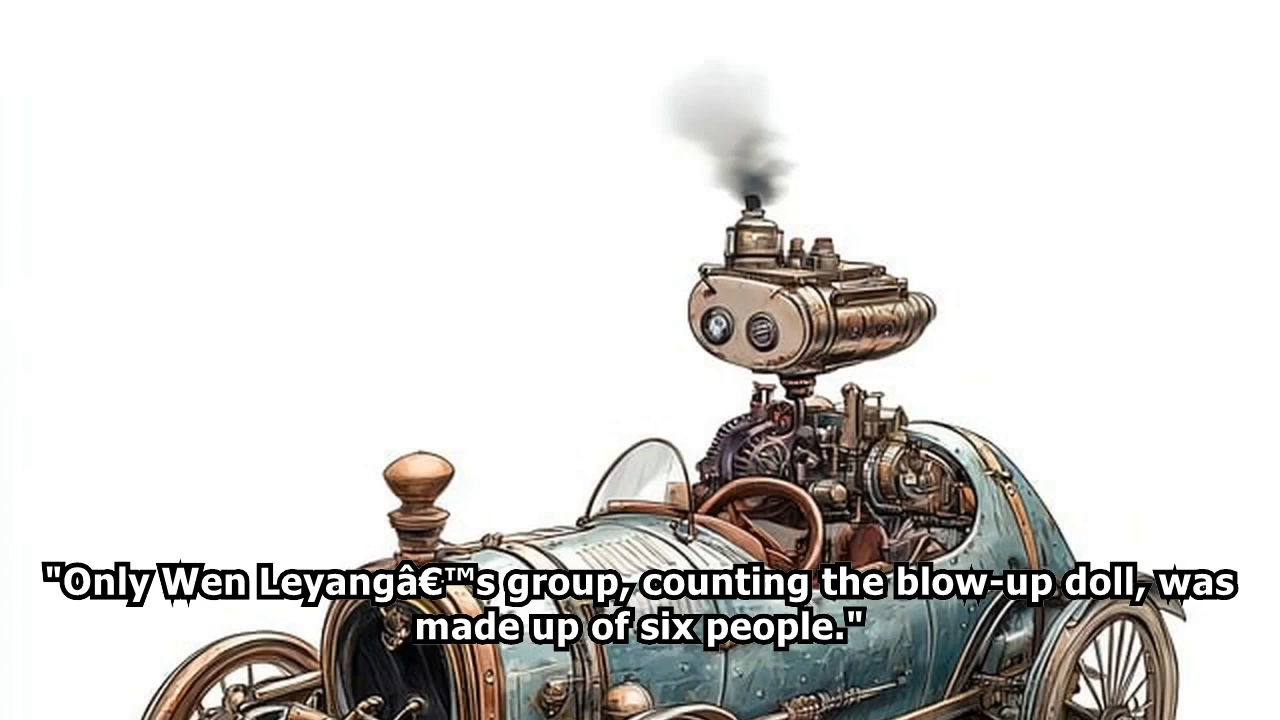 "Only Wen Leyangâ€™s group, counting the blow-up doll, was
made up of six people."